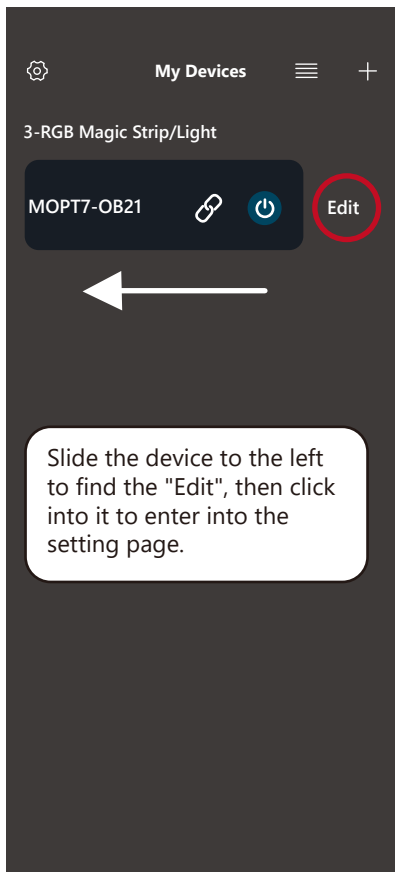 My Devices
3-RGB Magic Strip/Light
MOPT7-OB21
Edit
Slide the device to the left
to find the "Edit", then click
into it to enter into the
setting page.